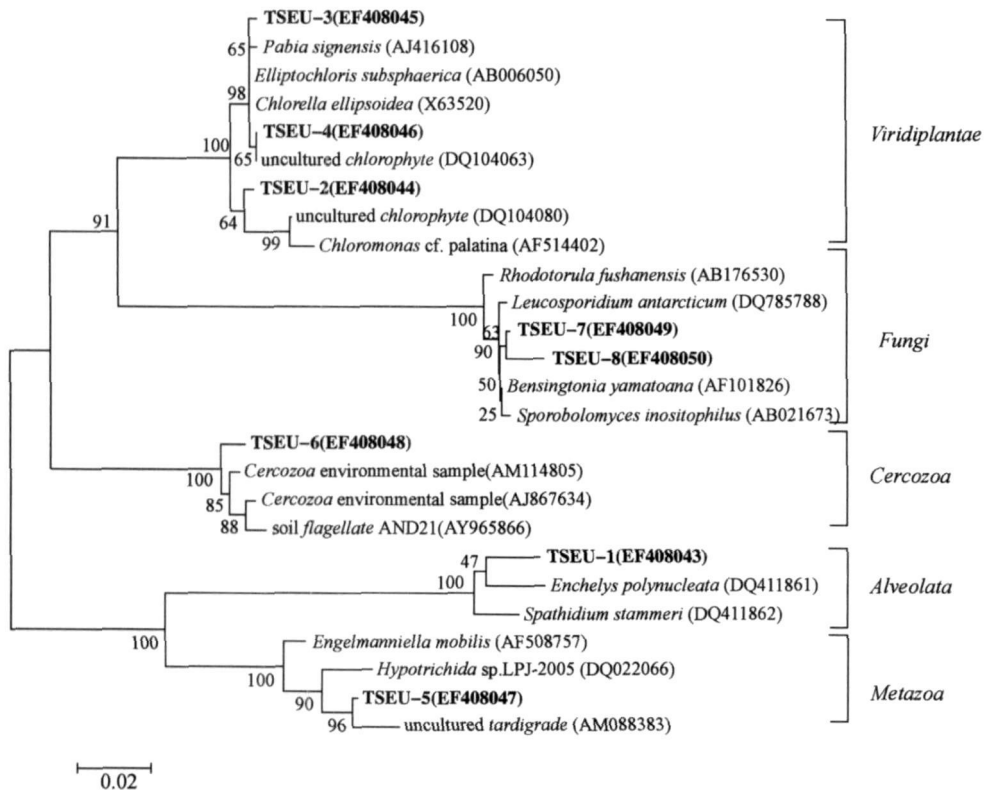 TSEU-3(EF408045)
65 Pabia signensis (AJ416108)
Elliptochloris subsphaerica (AB006050)
98 Chlorella ellipsoidea (X63520)
TSEU-4(EF408046)
Viridiplantae
100 65 uncultured chlorophyte (DQ104063)
TSEU-2(EF408044)
91 64 uncultured chlorophyte (DQ104080)
99 Chloromonas cf. palatina (AF514402)
Rhodotorula fushanensis (AB176530)
Leucosporidium antarcticum (DQ785788)
100 63 TSEU-7(EF408049)
Fungi
90 TSEU-8(EF408050)
50 Bensingtonia yamatoana (AF101826)
25 Sporobolomyces inositophilus (AB021673)
TSEU-6(EF408048)
100 Cercozoa environmental sample(AM114805)
Cercozoa
85 Cercozoa environmental sample(AJ867634)
88 soil flagellate AND21(AY965866)
47 TSEU-1(EF408043)
100 Enchelys polynucleata (DQ411861)
Alveolata
Spathidium stammeri (DQ411862)
100 Engelmanniella mobilis (AF508757)
100 Hypotrichida sp.LPJ-2005 (DQ022066)
90 TSEU-5(EF408047)
Metazoa
96 uncultured tardigrade (AM088383)
0.02